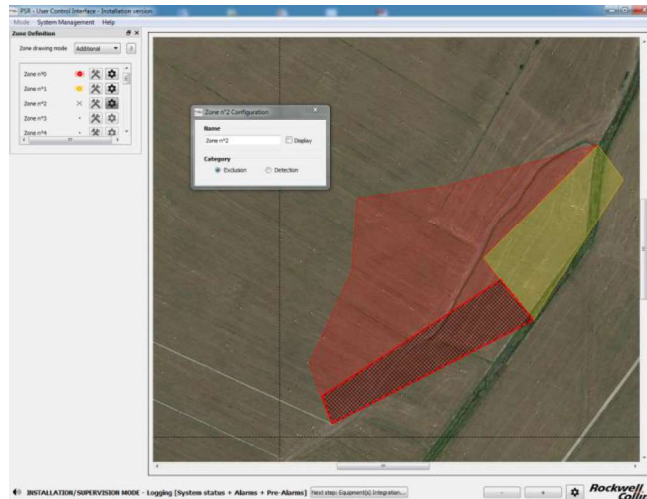 PSR - User Control Interface - Installation version
Mode System Management Help
Zone Definition
Zone drawing mode Additional
Zone n°0
Zone n°1
Zone n°2
Zone n°3
Zone n°4
Zone n°2 Configuration
Name
Zone n°2 Display
Category
Exclusion Detection
INSTALLATION/SUPERVISION MODE - Logging [System status + Alarms + Pre-Alarms] Next step: Equipment(s) Integration...
Rockwell
Collins